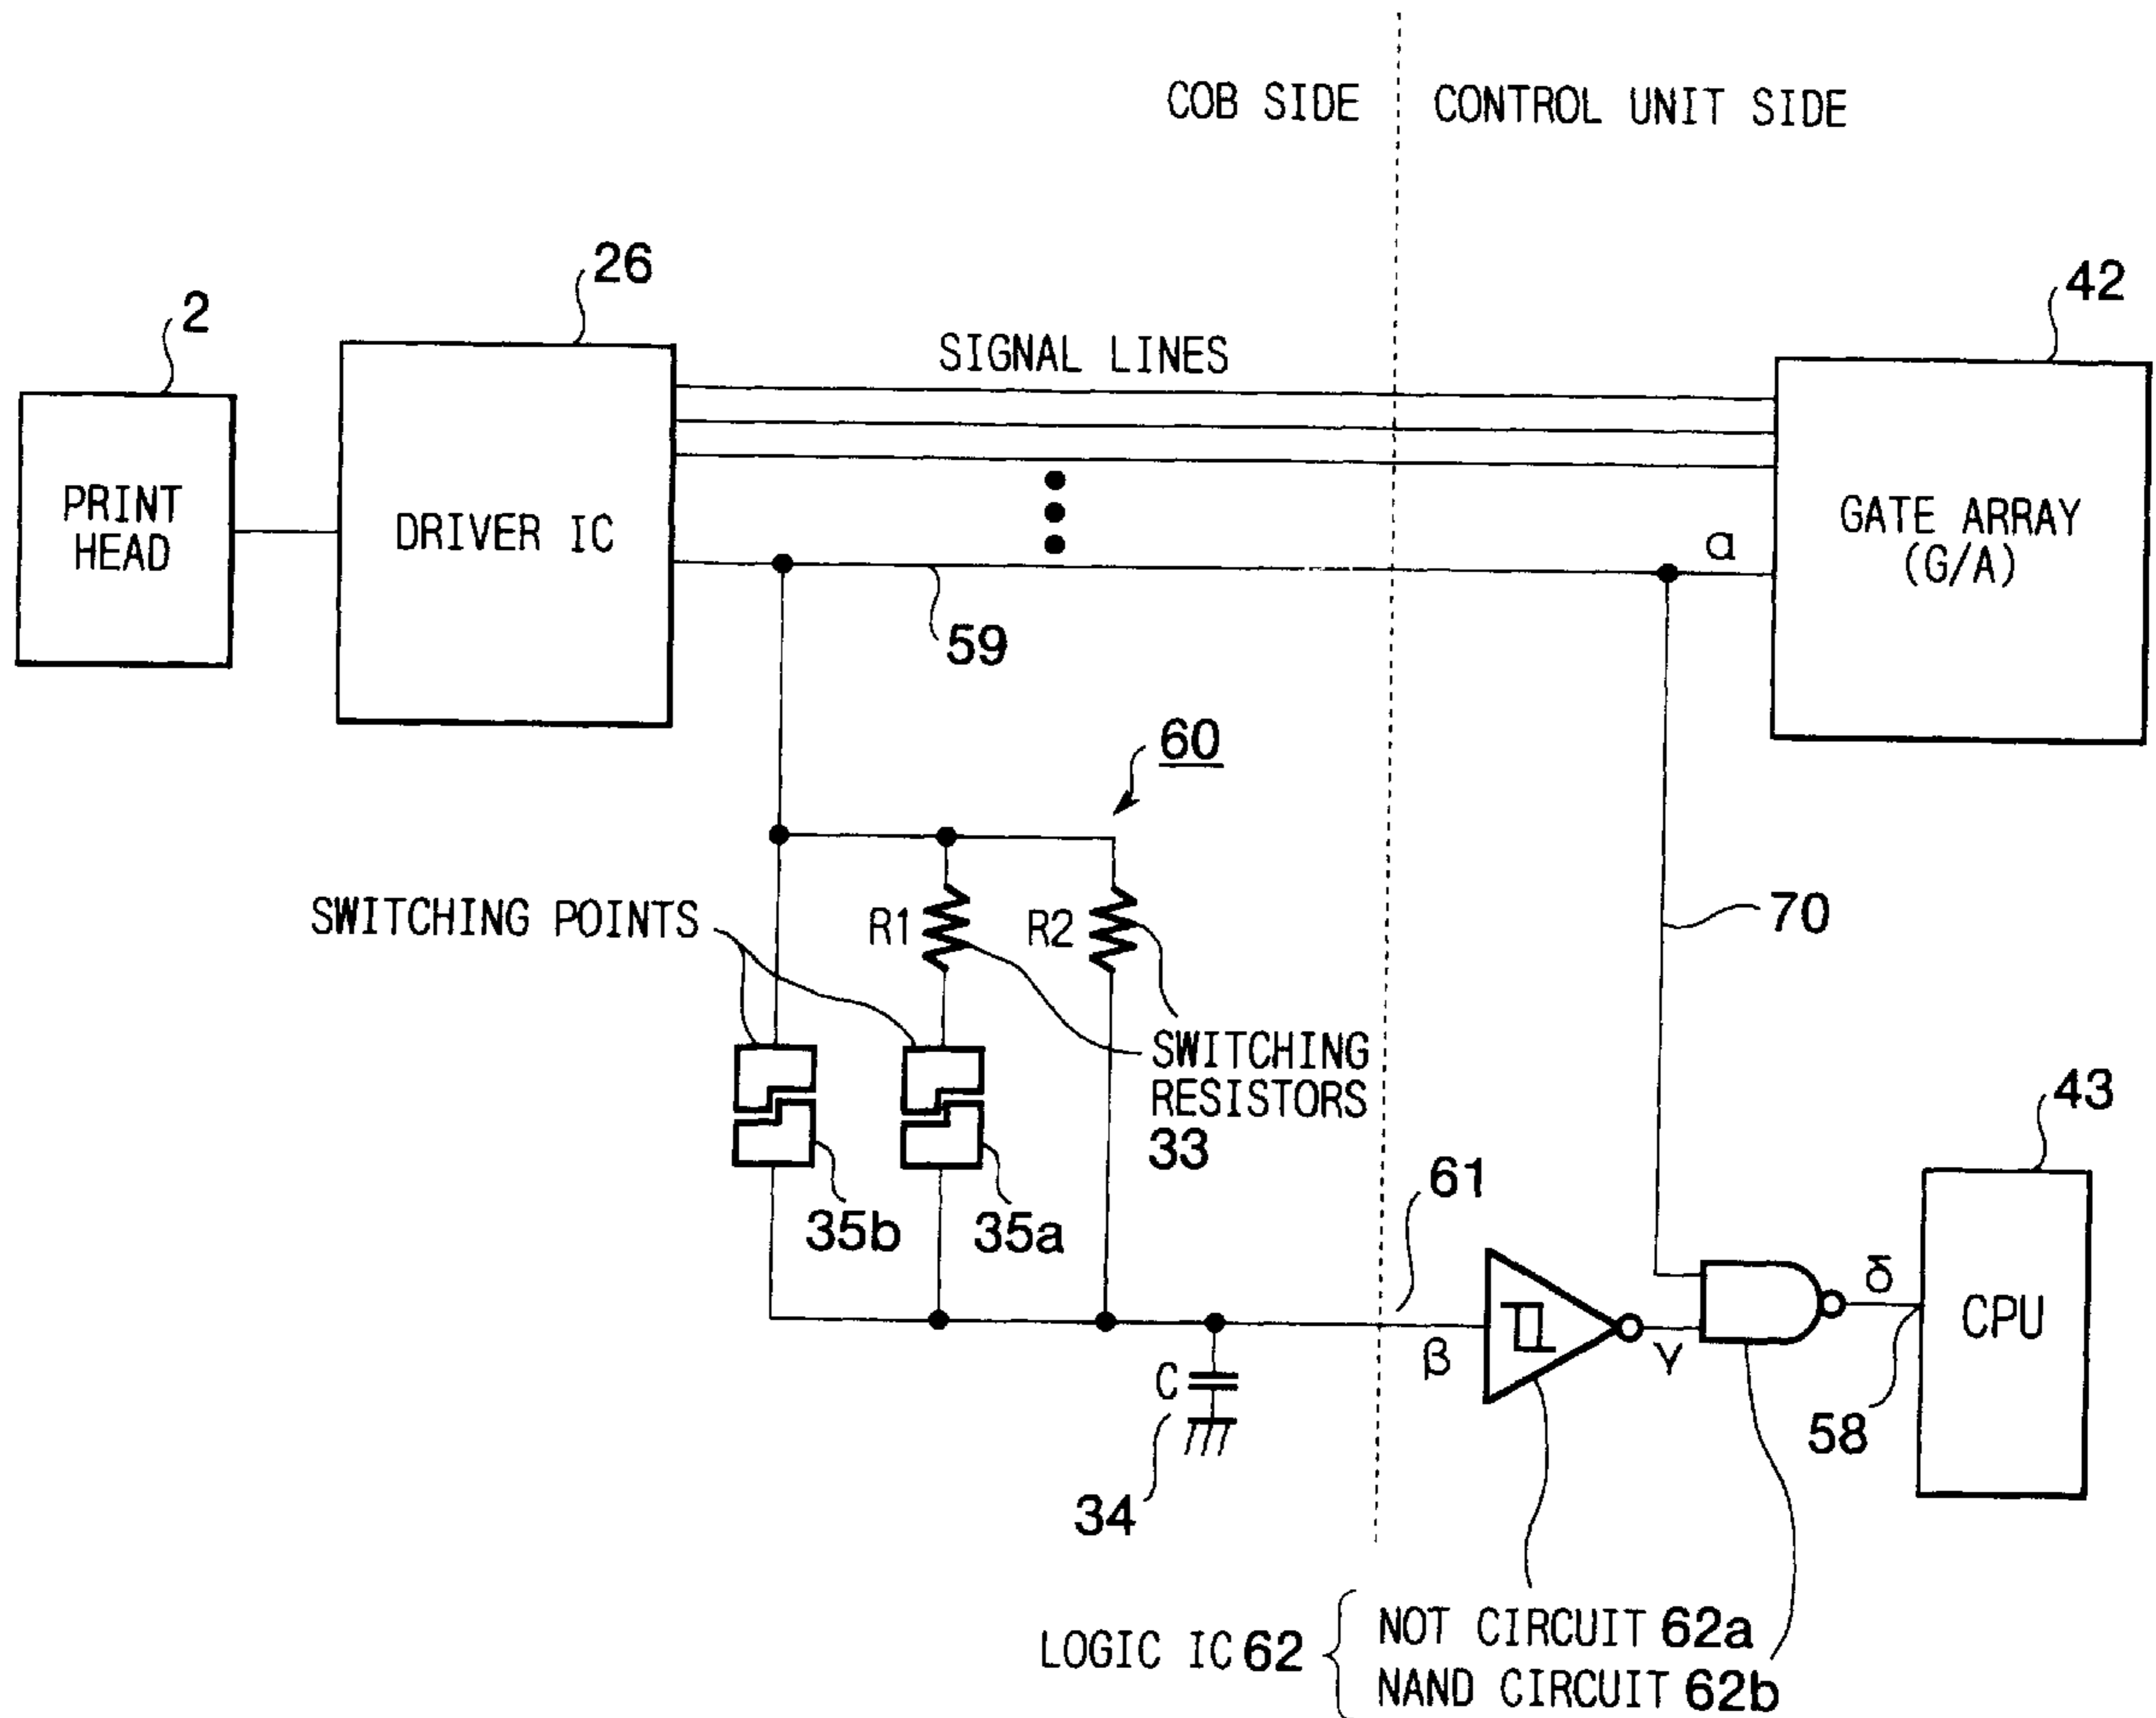 COB SIDE
CONTROL UNIT SIDE
2
26
42
SIGNAL LINES
PRINT
HEAD
DRIVER IC
GATE ARRAY
(G/A)
α
59
60
SWITCHING POINTS
R1
R2
70
SWITCHING
RESISTORS
33
43
35b
35a
61
CPU
β
γ
δ
58
C
34
LOGIC IC 62
NOT CIRCUIT 62a
NAND CIRCUIT 62b